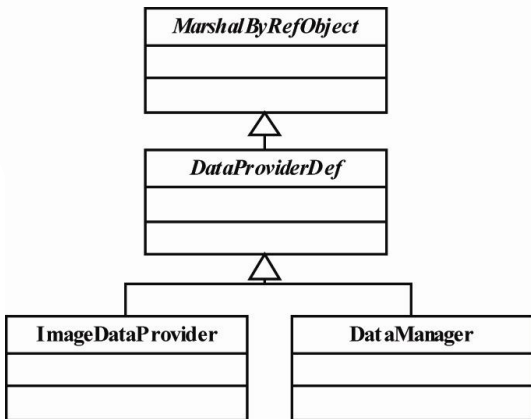 MarshalByRefObject
DataProviderDef
ImageDataProvider
DataManager